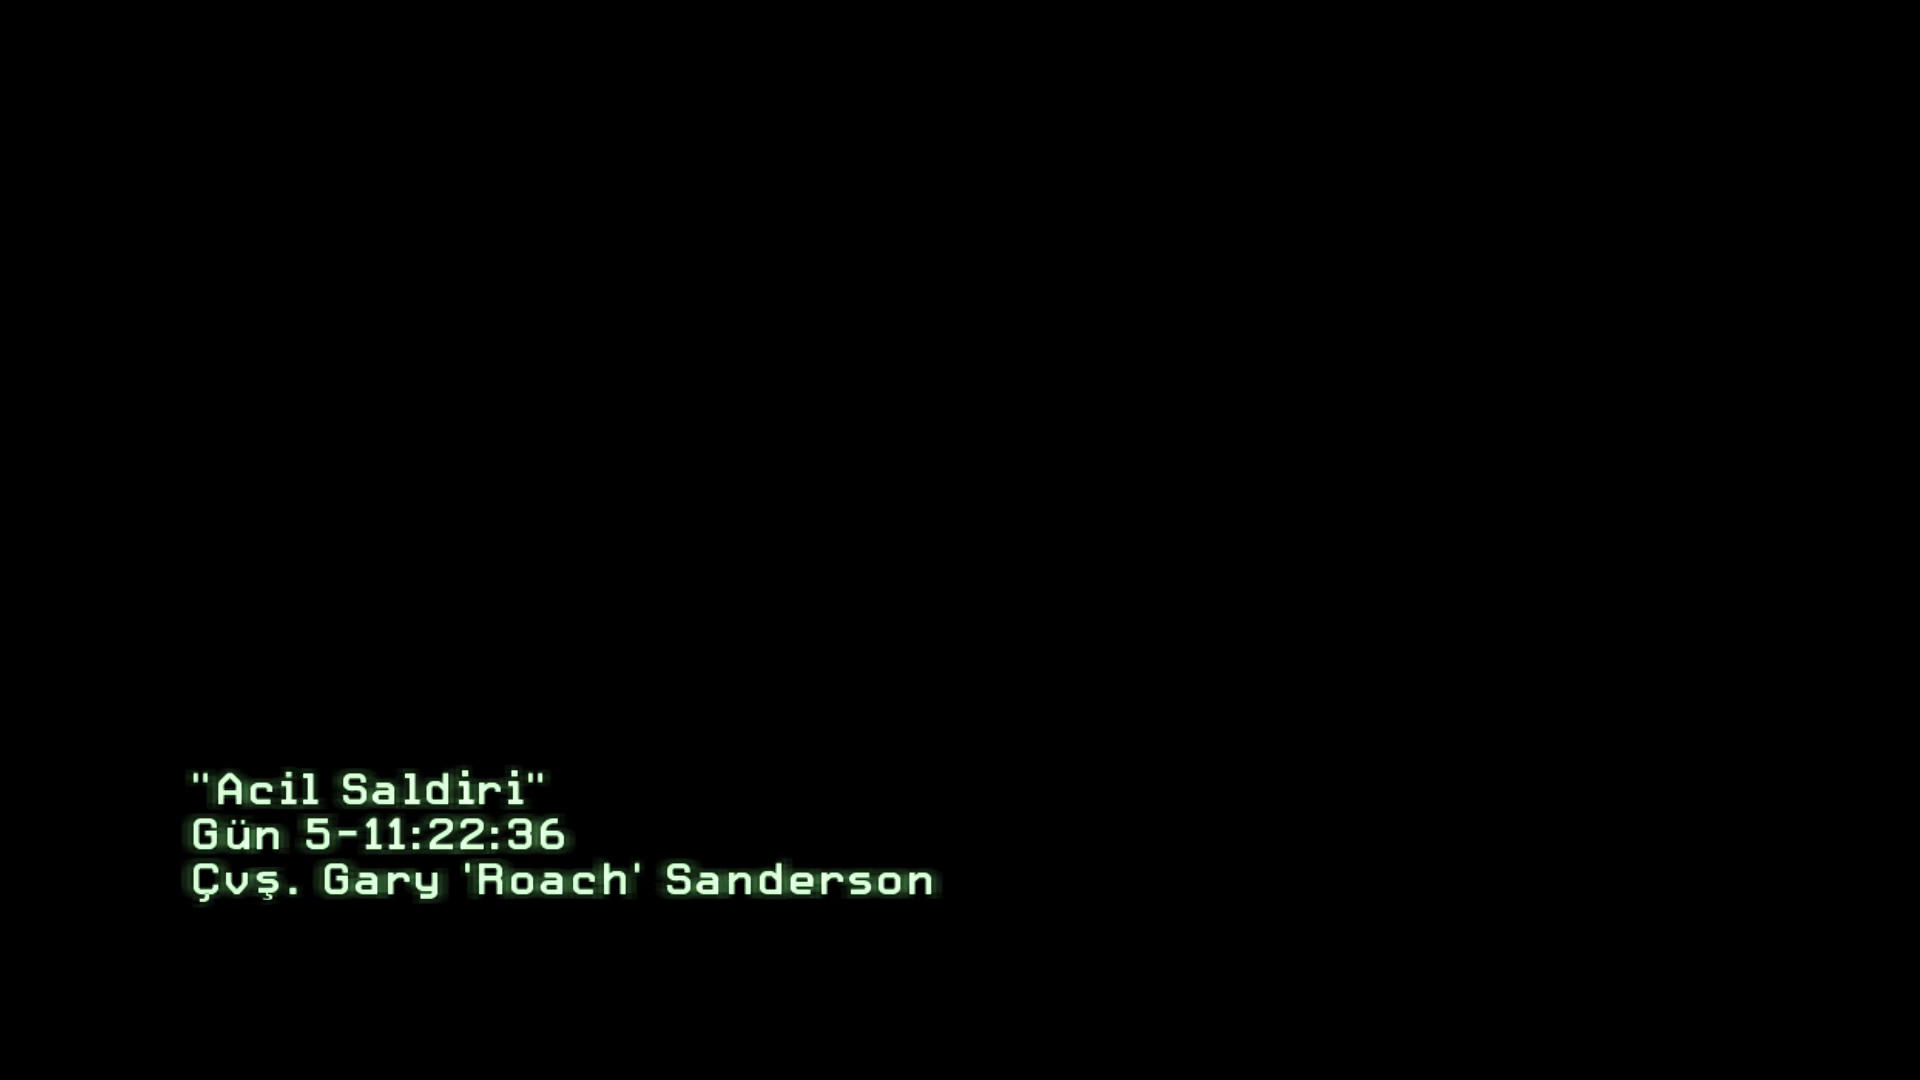 "Acil Saldiri"
Gün 5-11:22:36
Çvş. Gary 'Roach' Sanderson